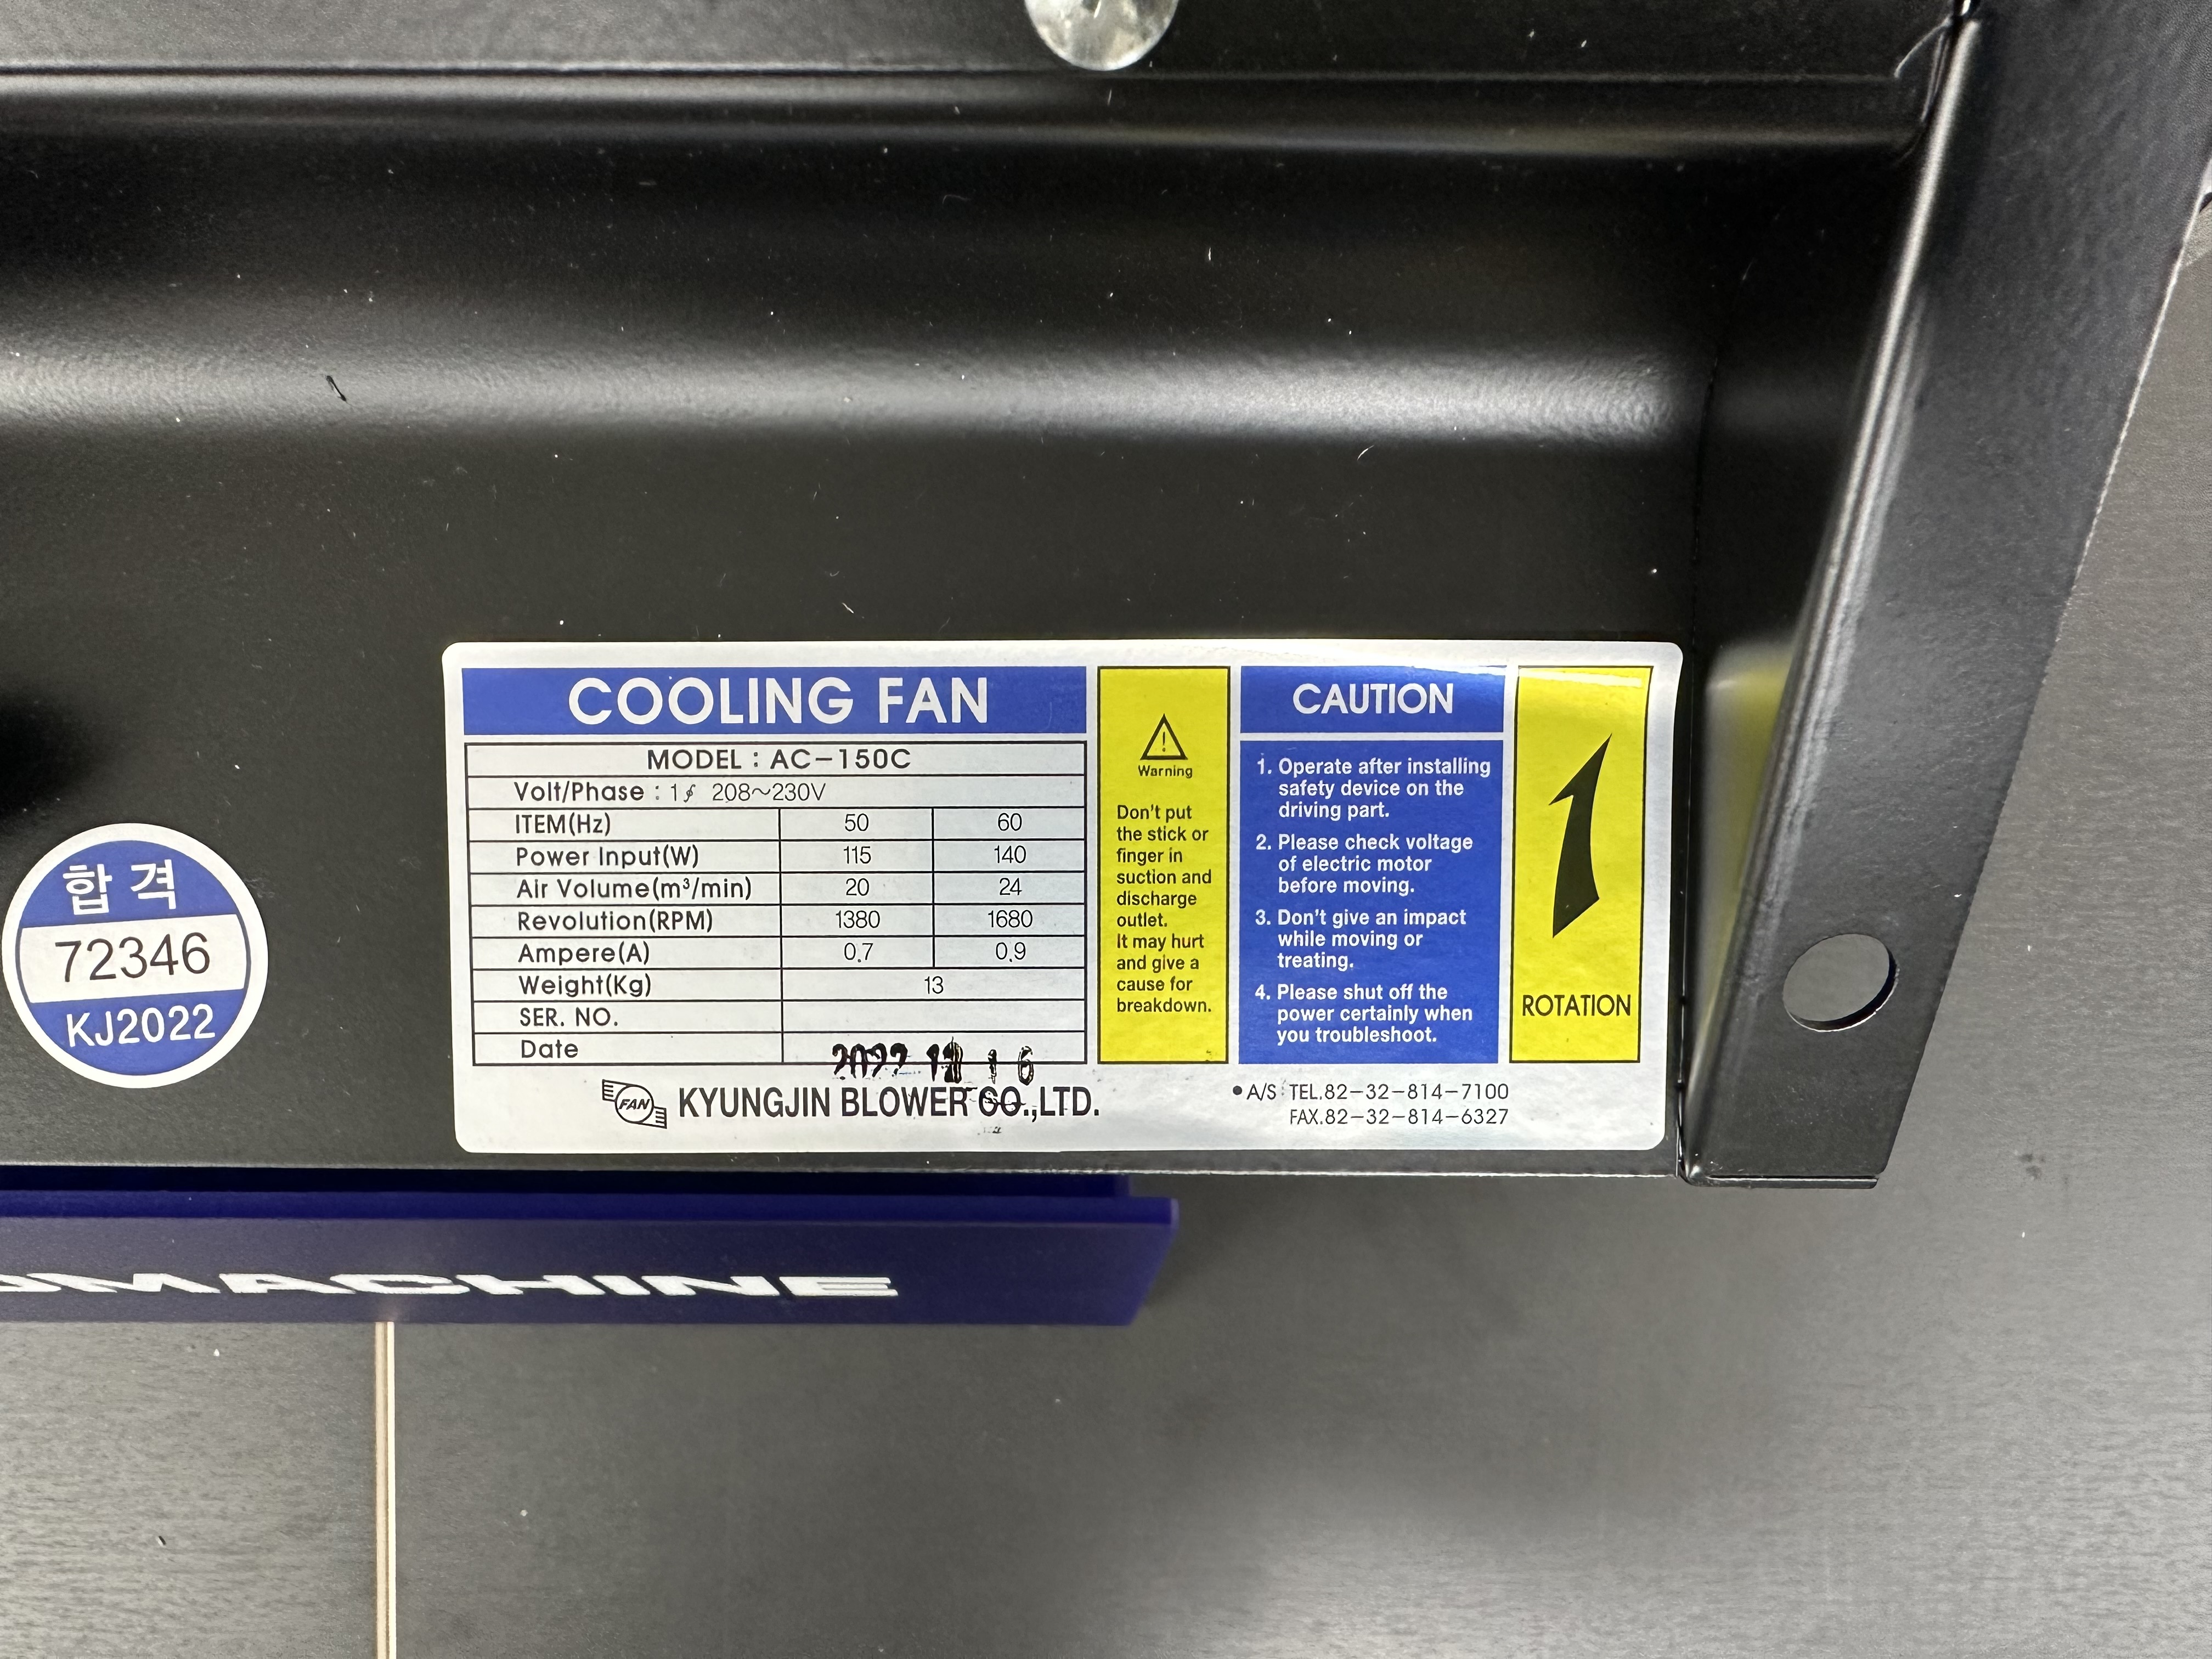 COOLING FAN
MODEL : AC-150C
Volt/Phase : 1∮ 208~230V
ITEM(Hz) 50 60
Power Input(W) 115 140
Air Volume(m³/min) 20 24
Revolution(RPM) 1380 1680
Ampere(A) 0.7 0.9
Weight(Kg) 13
SER. NO.
Date 2022
FAN KYUNGJIN BLOWER CO.,LTD.
Warning
Don't put
the stick or
finger in
suction and
discharge
outlet.
It may hurt
and give a
cause for
breakdown.
CAUTION
1. Operate after installing
safety device on the
driving part.
2. Please check voltage
of electric motor
before moving.
3. Don't give an impact
while moving or
treating.
4. Please shut off the
power certainly when
you troubleshoot.
ROTATION
• A/S : TEL.82-32-814-7100
FAX.82-32-814-6327
합격
72346
KJ2022
MACHINE